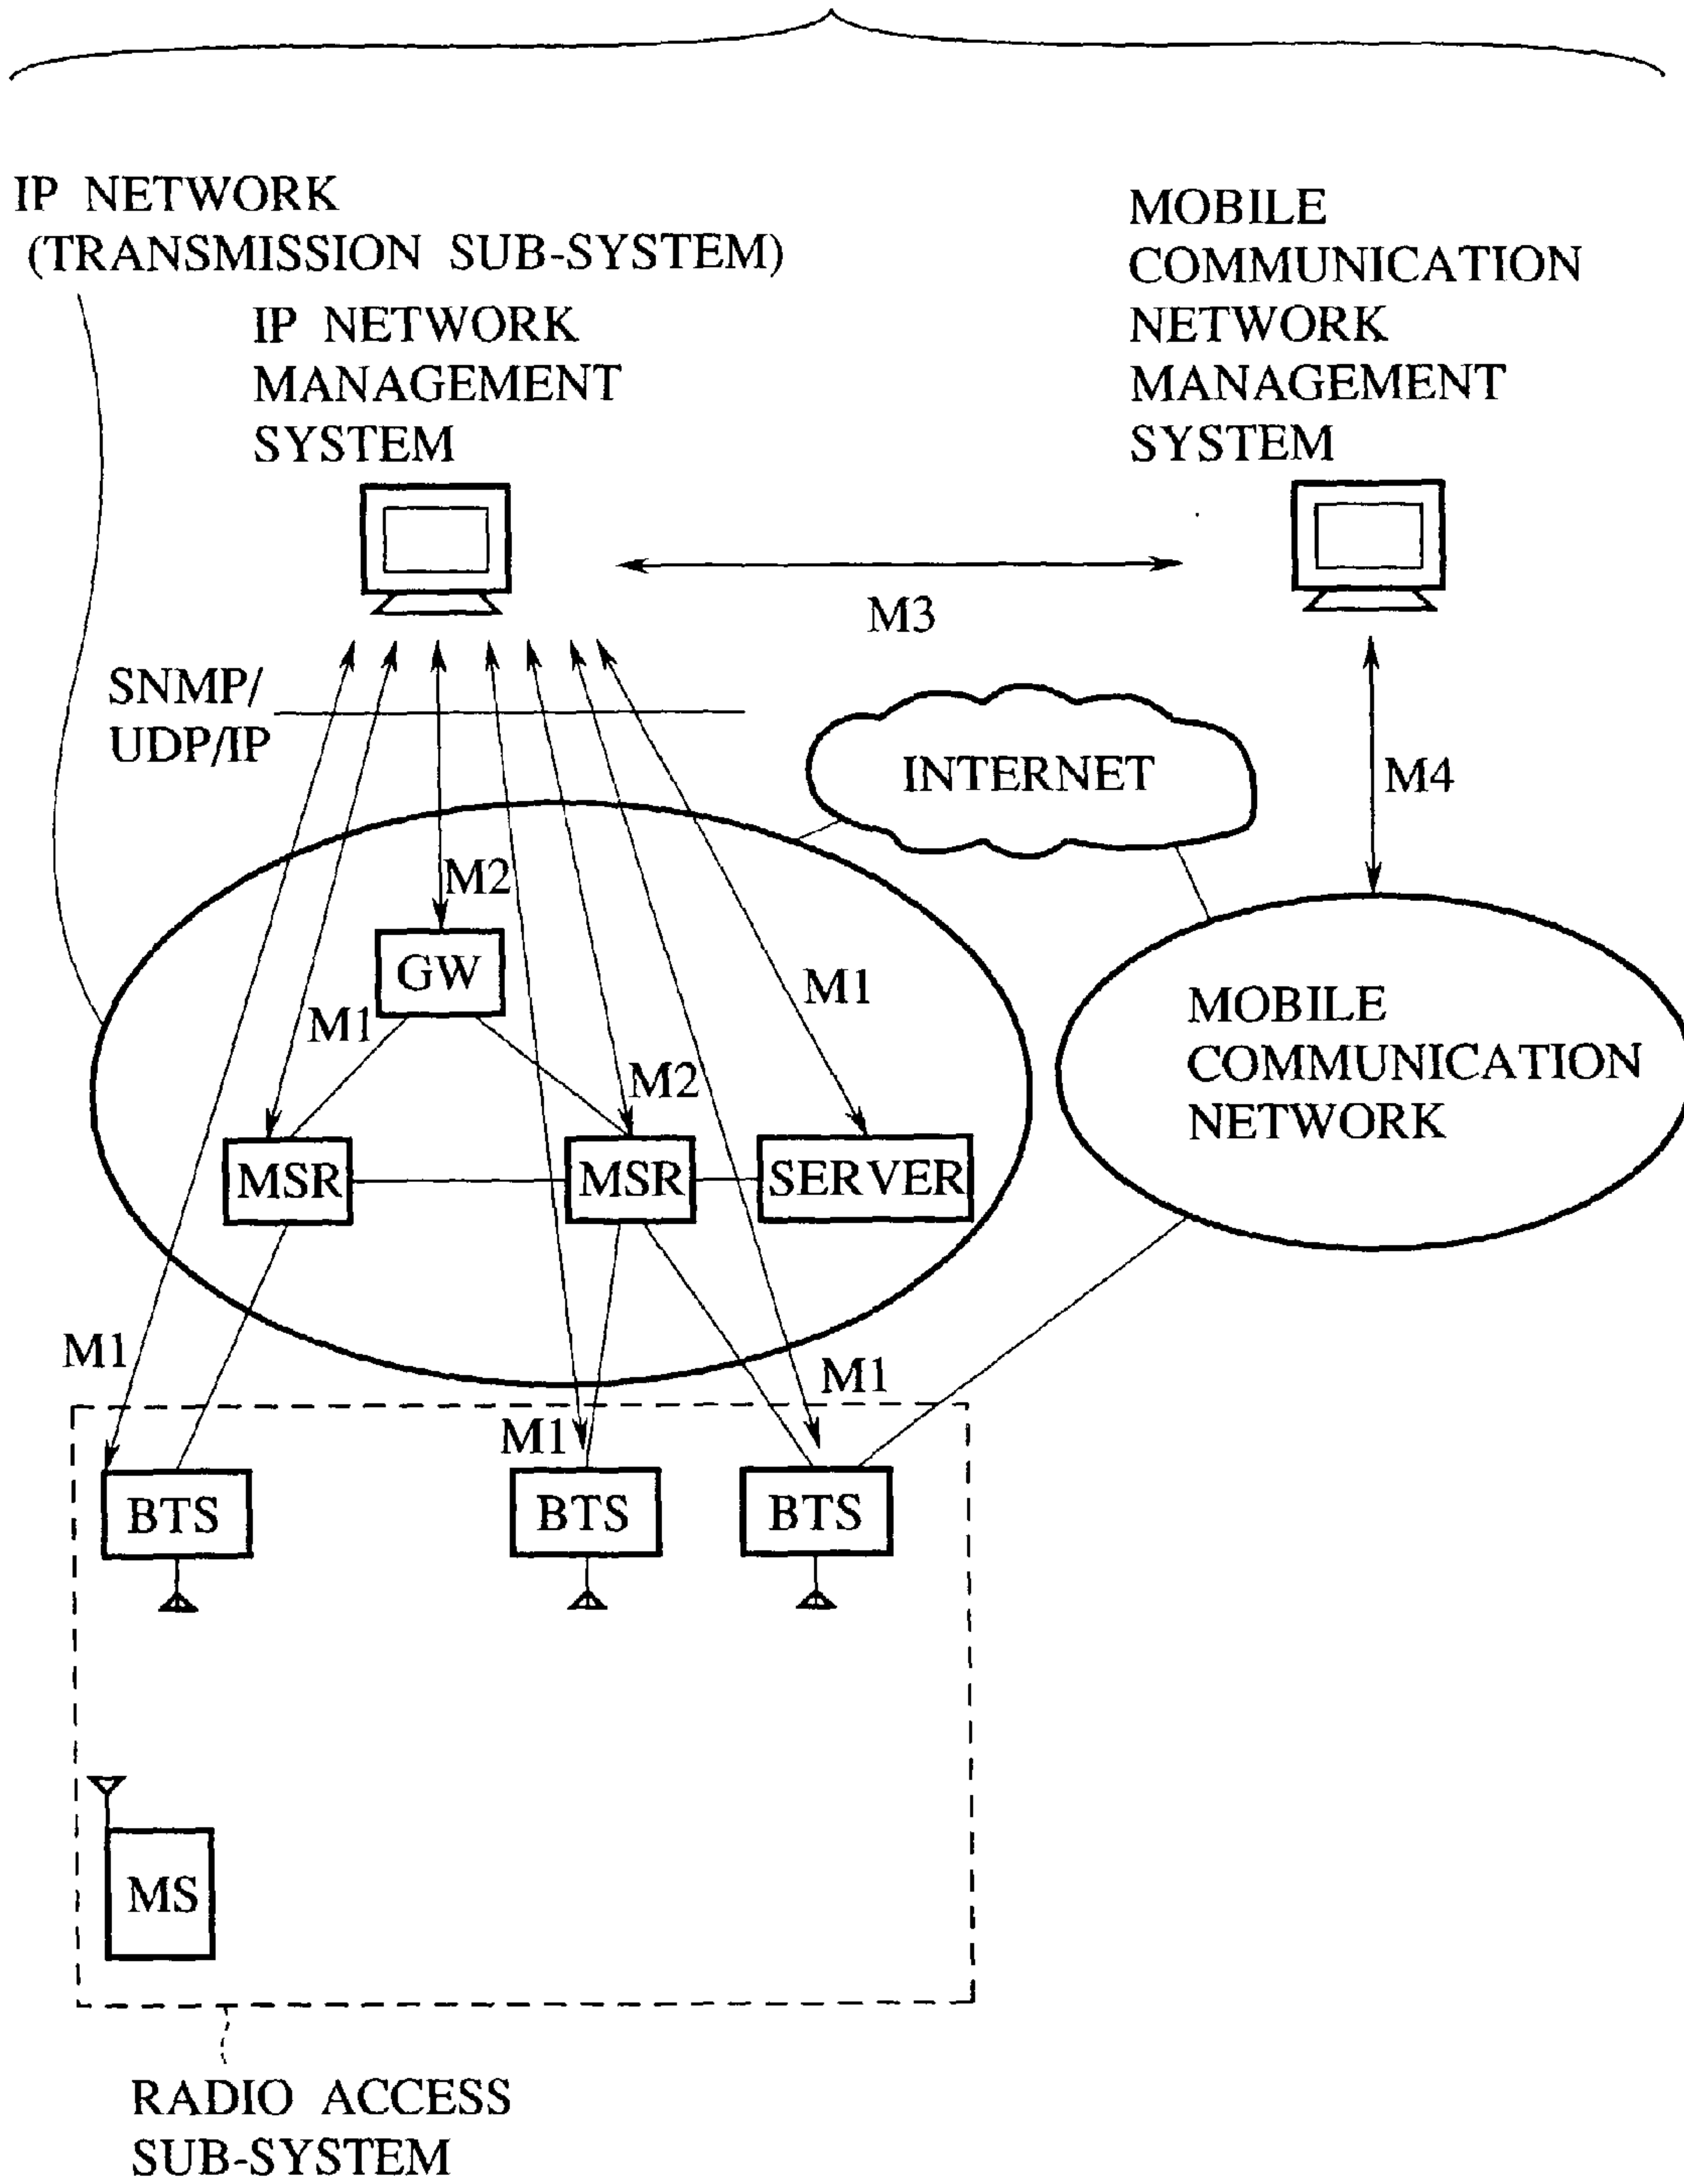 IP NETWORK
(TRANSMISSION SUB-SYSTEM)
IP NETWORK
MANAGEMENT
SYSTEM
MOBILE
COMMUNICATION
NETWORK
MANAGEMENT
SYSTEM
M3
SNMP/
UDP/IP
INTERNET
M4
M2
GW
M1
M1
M2
MOBILE
COMMUNICATION
NETWORK
MSR
MSR
SERVER
M1
M1
M1
BTS
BTS
BTS
MS
RADIO ACCESS
SUB-SYSTEM